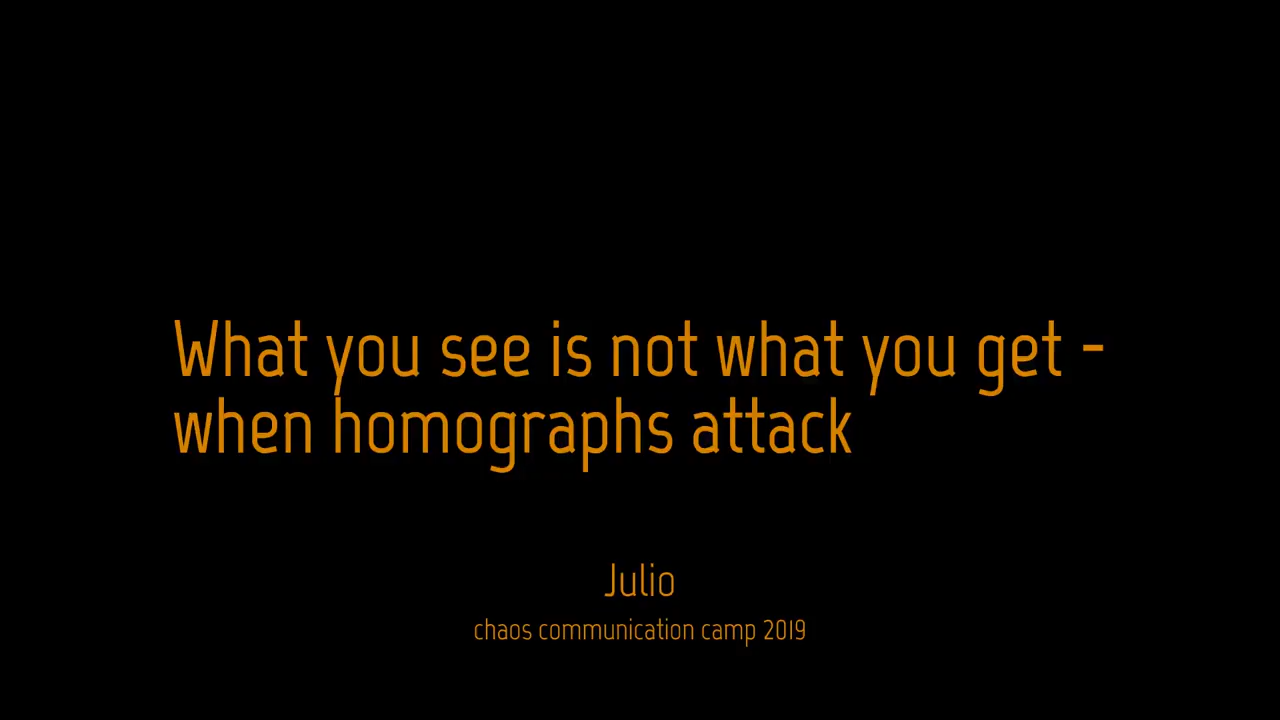 What you see is not what you get -
when homographs attack
Julio
chaos communication camp 2019